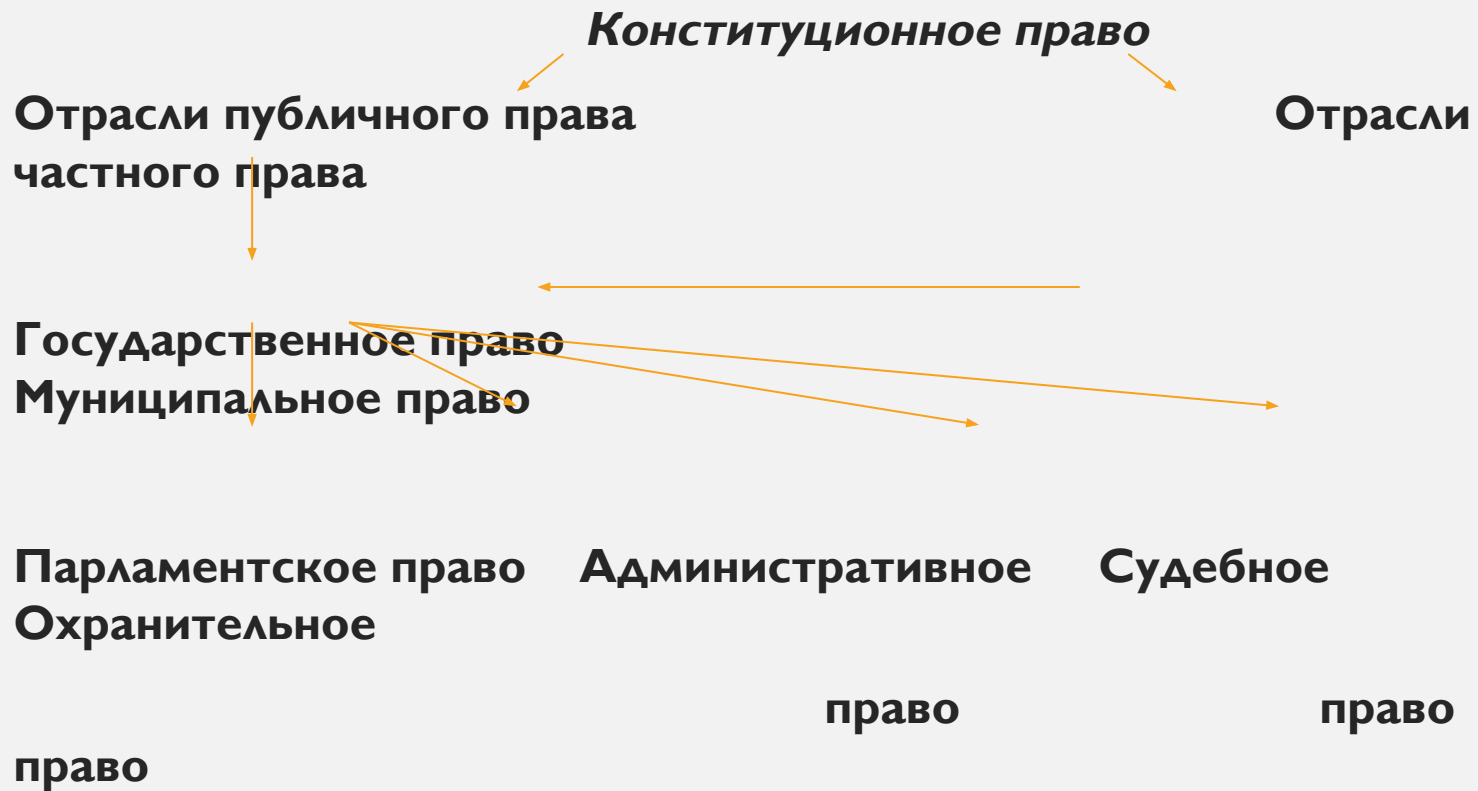 Конституционное право
Отрасли публичного права Отрасли
частного права
Государственное право
Муниципальное право
Парламентское право Административное Судебное
Охранительное
право право
право